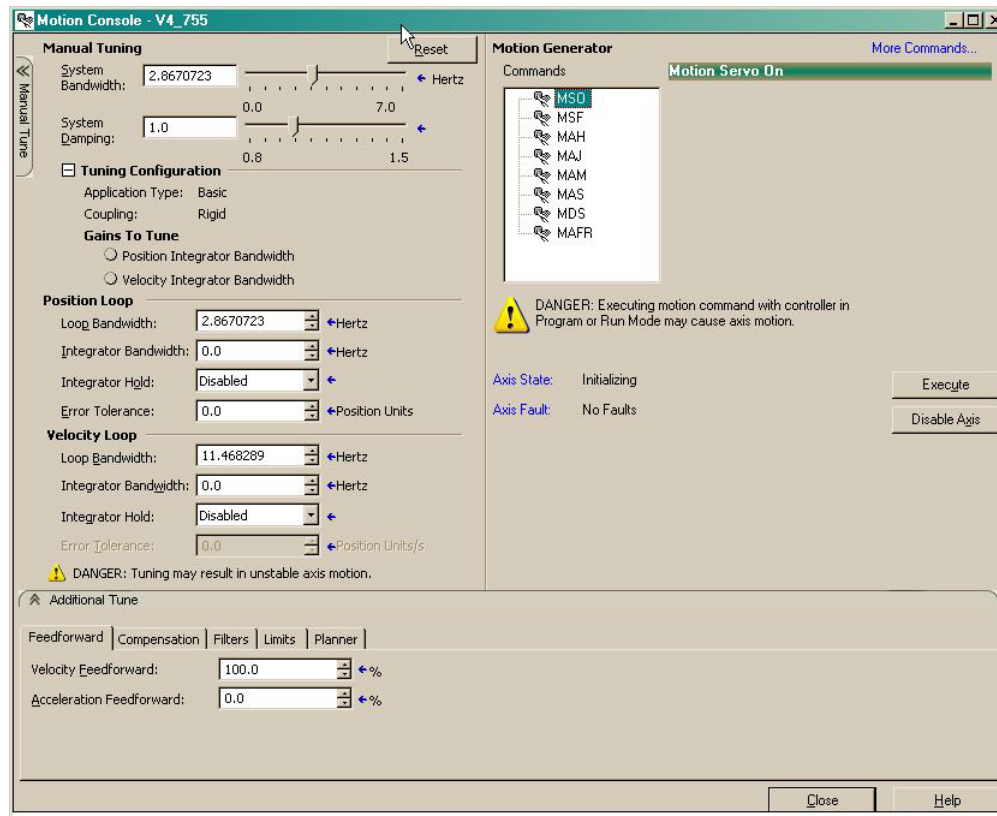 Motion Console - V4_755
Manual Tuning
Reset
Manual Tune
System Bandwidth: 2.8670723 Hertz
0.0 7.0
System Damping: 1.0
0.8 1.5
Tuning Configuration
Application Type: Basic
Coupling: Rigid
Gains To Tune
Position Integrator Bandwidth
Velocity Integrator Bandwidth
Position Loop
Loop Bandwidth: 2.8670723 Hertz
Integrator Bandwidth: 0.0 Hertz
Integrator Hold: Disabled
Error Tolerance: 0.0 Position Units
Velocity Loop
Loop Bandwidth: 11.468289 Hertz
Integrator Bandwidth: 0.0 Hertz
Integrator Hold: Disabled
Error Tolerance: 0.0 Position Units/s
DANGER: Tuning may result in unstable axis motion.
Motion Generator More Commands...
Commands Motion Servo On
MSO
MSF
MAH
MAJ
MAM
MAS
MDS
MAFR
DANGER: Executing motion command with controller in
Program or Run Mode may cause axis motion.
Axis State: Initializing
Execute
Axis Fault: No Faults
Disable Axis
Additional Tune
Feedforward Compensation Filters Limits Planner
Velocity Feedforward: 100.0 %
Acceleration Feedforward: 0.0 %
Close Help